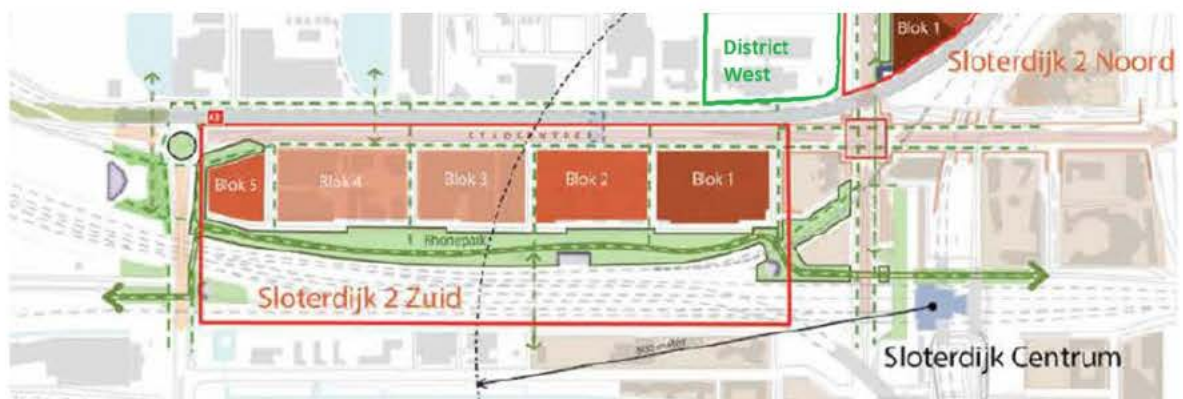 Blok 1
District
West
Sloterdijk 2 Noord
Blok 5
Blok 4
Blok 3
Blok 2
Blok 1
Rhônepark
Sloterdijk 2 Zuid
Sloterdijk Centrum